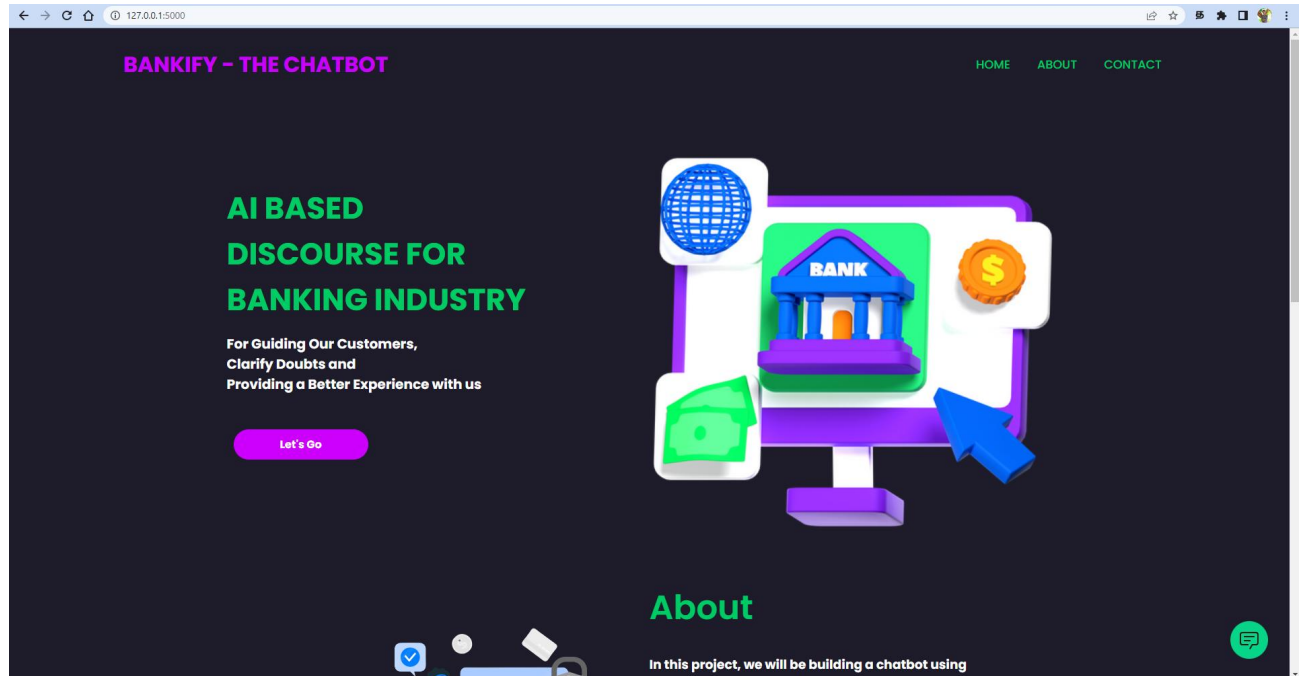 127.0.0.1:5000
BANKIFY - THE CHATBOT
HOME ABOUT CONTACT
AI BASED
DISCOURSE FOR
BANKING INDUSTRY
For Guiding Our Customers,
Clarify Doubts and
Providing a Better Experience with us
Let's Go
BANK
$
About
In this project, we will be building a chatbot using